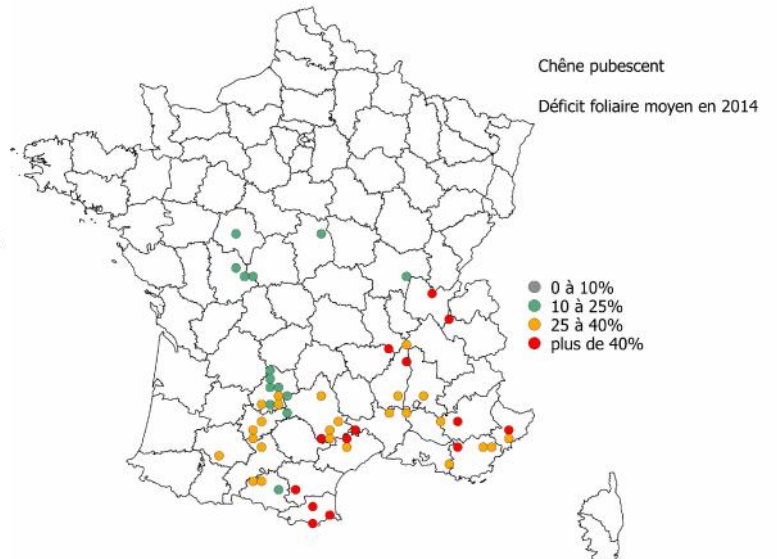 Chêne pubescent
Déficit foliaire moyen en 2014
0 à 10%
10 à 25%
25 à 40%
plus de 40%